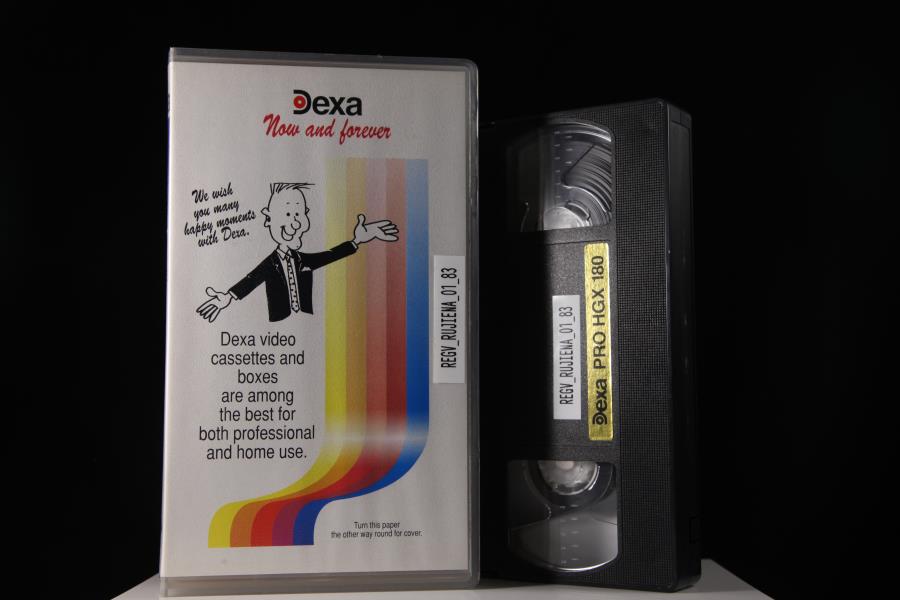 Dexa
Now and forever
We wish
you many
happy moments
with Dexa.
Dexa video
cassettes and
boxes
are among
the best for
both professional
and home use.
Turn this paper
the other way round for cover.
REGV_RUJIENA_01_83
REGV_RUJIENA_01_83
Dexa PRO HGX 180